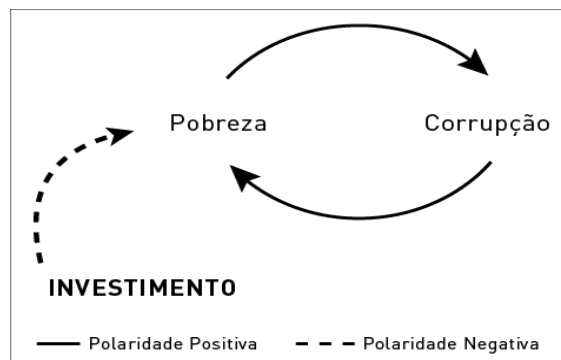 Pobreza Corrupção
INVESTIMENTO
Polaridade Positiva Polaridade Negativa